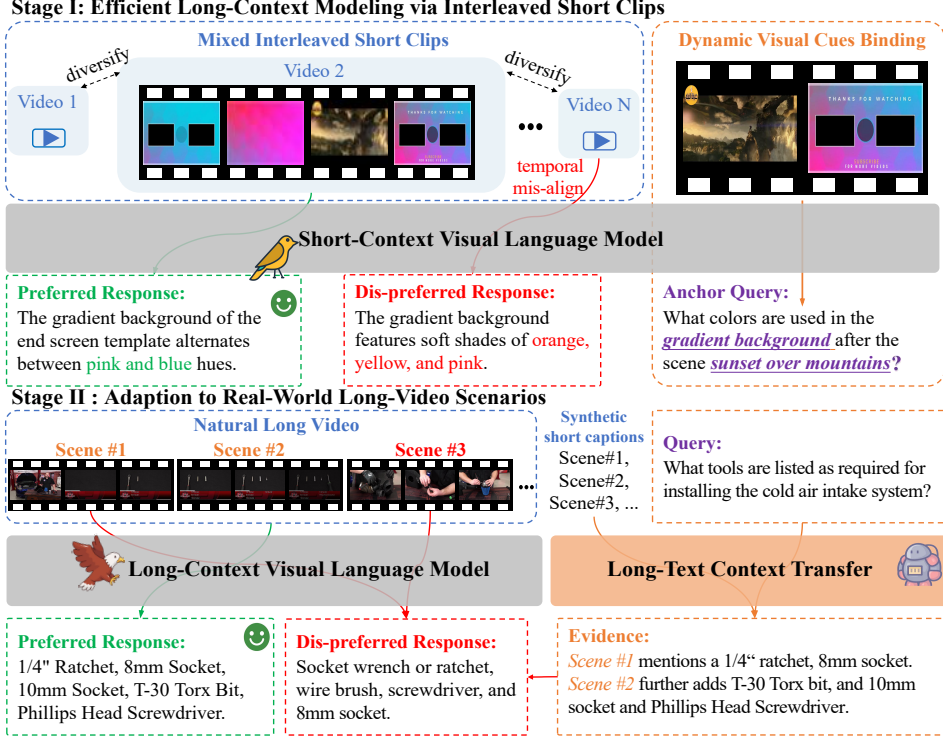 Stage I: Efficient Long-Context Modeling via Interleaved Short Clips
Mixed Interleaved Short Clips
Dynamic Visual Cues Binding
diversify
Video 2
diversify
Video 1
Video N
THANKS FOR WATCHING
THANKS FOR WATCHING
SUBSCRIBE
FOR MORE VIDEOS
temporal
mis-align
Short-Context Visual Language Model
Preferred Response:
The gradient background of the
end screen template alternates
between pink and blue hues.
Dis-preferred Response:
The gradient background
features soft shades of orange,
yellow, and pink.
Anchor Query:
What colors are used in the
gradient background after the
scene sunset over mountains?
Stage II : Adaption to Real-World Long-Video Scenarios
Natural Long Video
Scene #1
Scene #2
Scene #3
Synthetic
short captions
Scene#1,
Scene#2,
Scene#3, ...
Query:
What tools are listed as required for
installing the cold air intake system?
Long-Context Visual Language Model
Long-Text Context Transfer
Preferred Response:
1/4" Ratchet, 8mm Socket,
10mm Socket, T-30 Torx Bit,
Phillips Head Screwdriver.
Dis-preferred Response:
Socket wrench or ratchet,
wire brush, screwdriver, and
8mm socket.
Evidence:
Scene #1 mentions a 1/4“ ratchet, 8mm socket.
Scene #2 further adds T-30 Torx bit, and 10mm
socket and Phillips Head Screwdriver.